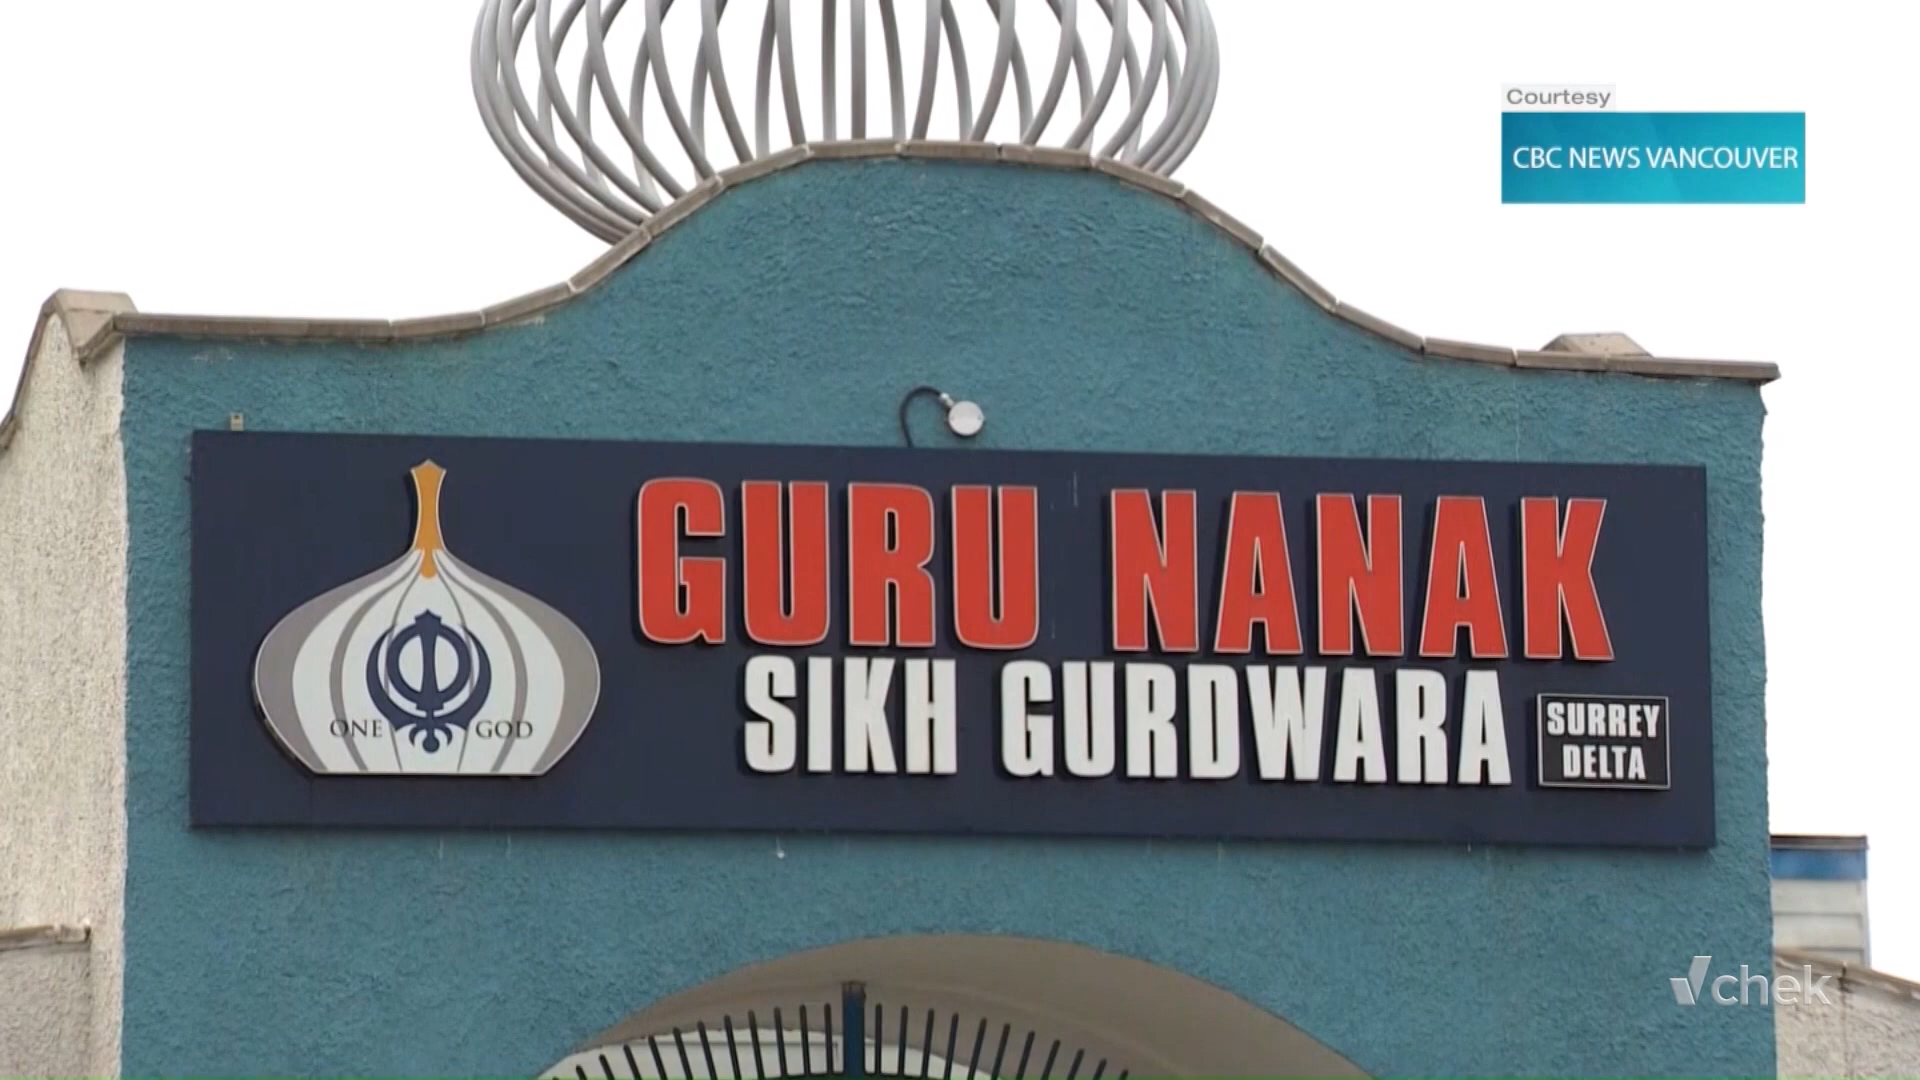 Courtesy
CBC NEWS VANCOUVER
GURU NANAK
SIKH GURDWARA
SURREY
DELTA
ONE GOD
chek